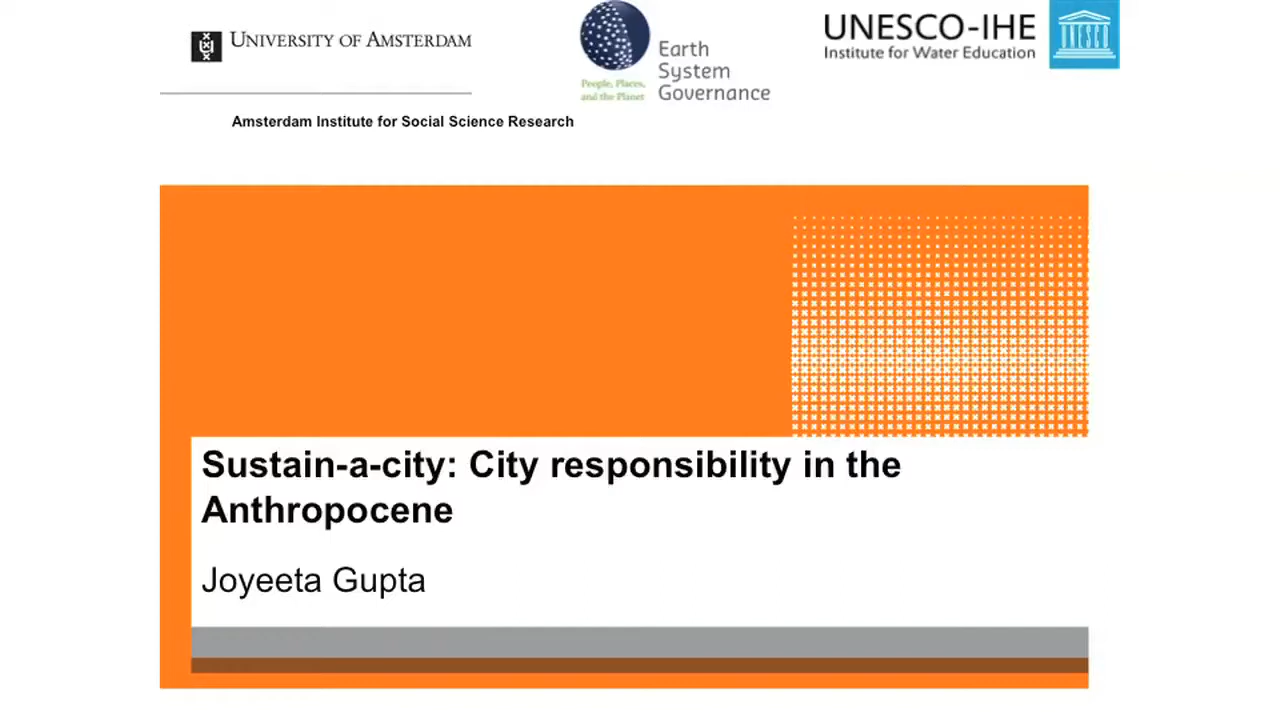 UNIVERSITY OF AMSTERDAM
Amsterdam Institute for Social Science Research
People, Places,
and the Planet
Earth
System
Governance
UNESCO-IHE
Institute for Water Education
UNESCO
Sustain-a-city: City responsibility in the
Anthropocene
Joyeeta Gupta